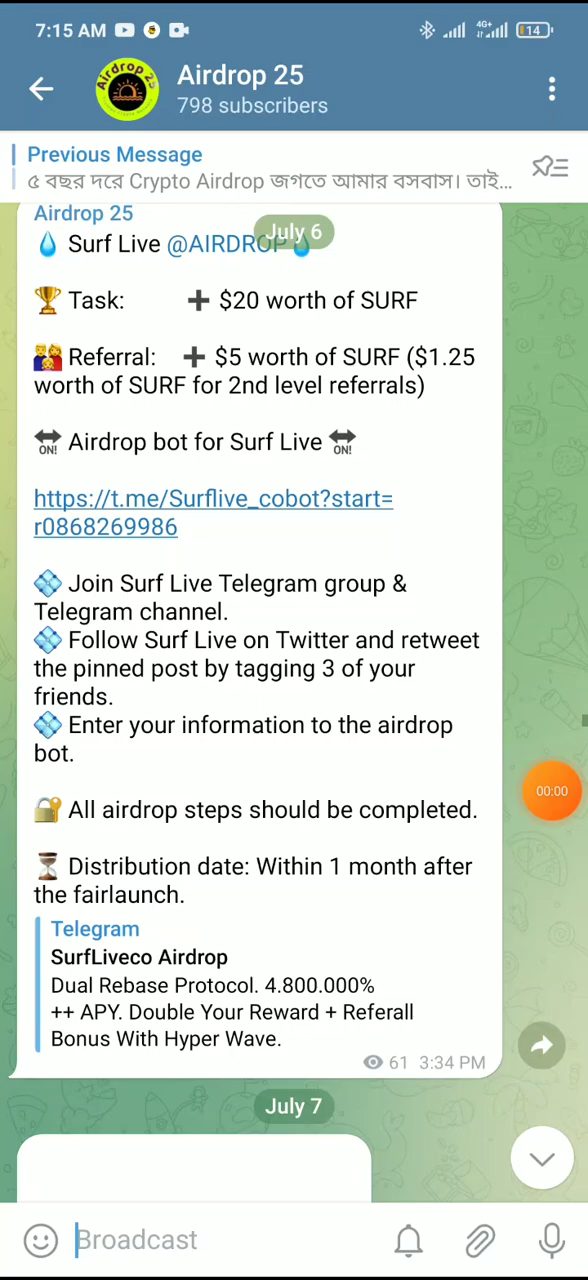 7:15 AM
4G+
14
Airdrop 25
Airdrop 25
798 subscribers
Previous Message
৫ বছর দরে Crypto Airdrop জগতে আমার বসবাস। তাই...
Airdrop 25
July 6
💧 Surf Live @AIRDROP💧
🏆 Task: ➕ $20 worth of SURF
👨‍👩‍👦 Referral: ➕ $5 worth of SURF ($1.25
worth of SURF for 2nd level referrals)
🔛 Airdrop bot for Surf Live 🔛
https://t.me/Surflive_cobot?start=
r0868269986
💠 Join Surf Live Telegram group &
Telegram channel.
💠 Follow Surf Live on Twitter and retweet
the pinned post by tagging 3 of your
friends.
💠 Enter your information to the airdrop
bot.
🔐 All airdrop steps should be completed.
⏳ Distribution date: Within 1 month after
the fairlaunch.
Telegram
SurfLiveco Airdrop
Dual Rebase Protocol. 4.800.000%
++ APY. Double Your Reward + Referall
Bonus With Hyper Wave.
61 3:34 PM
00:00
July 7
Broadcast